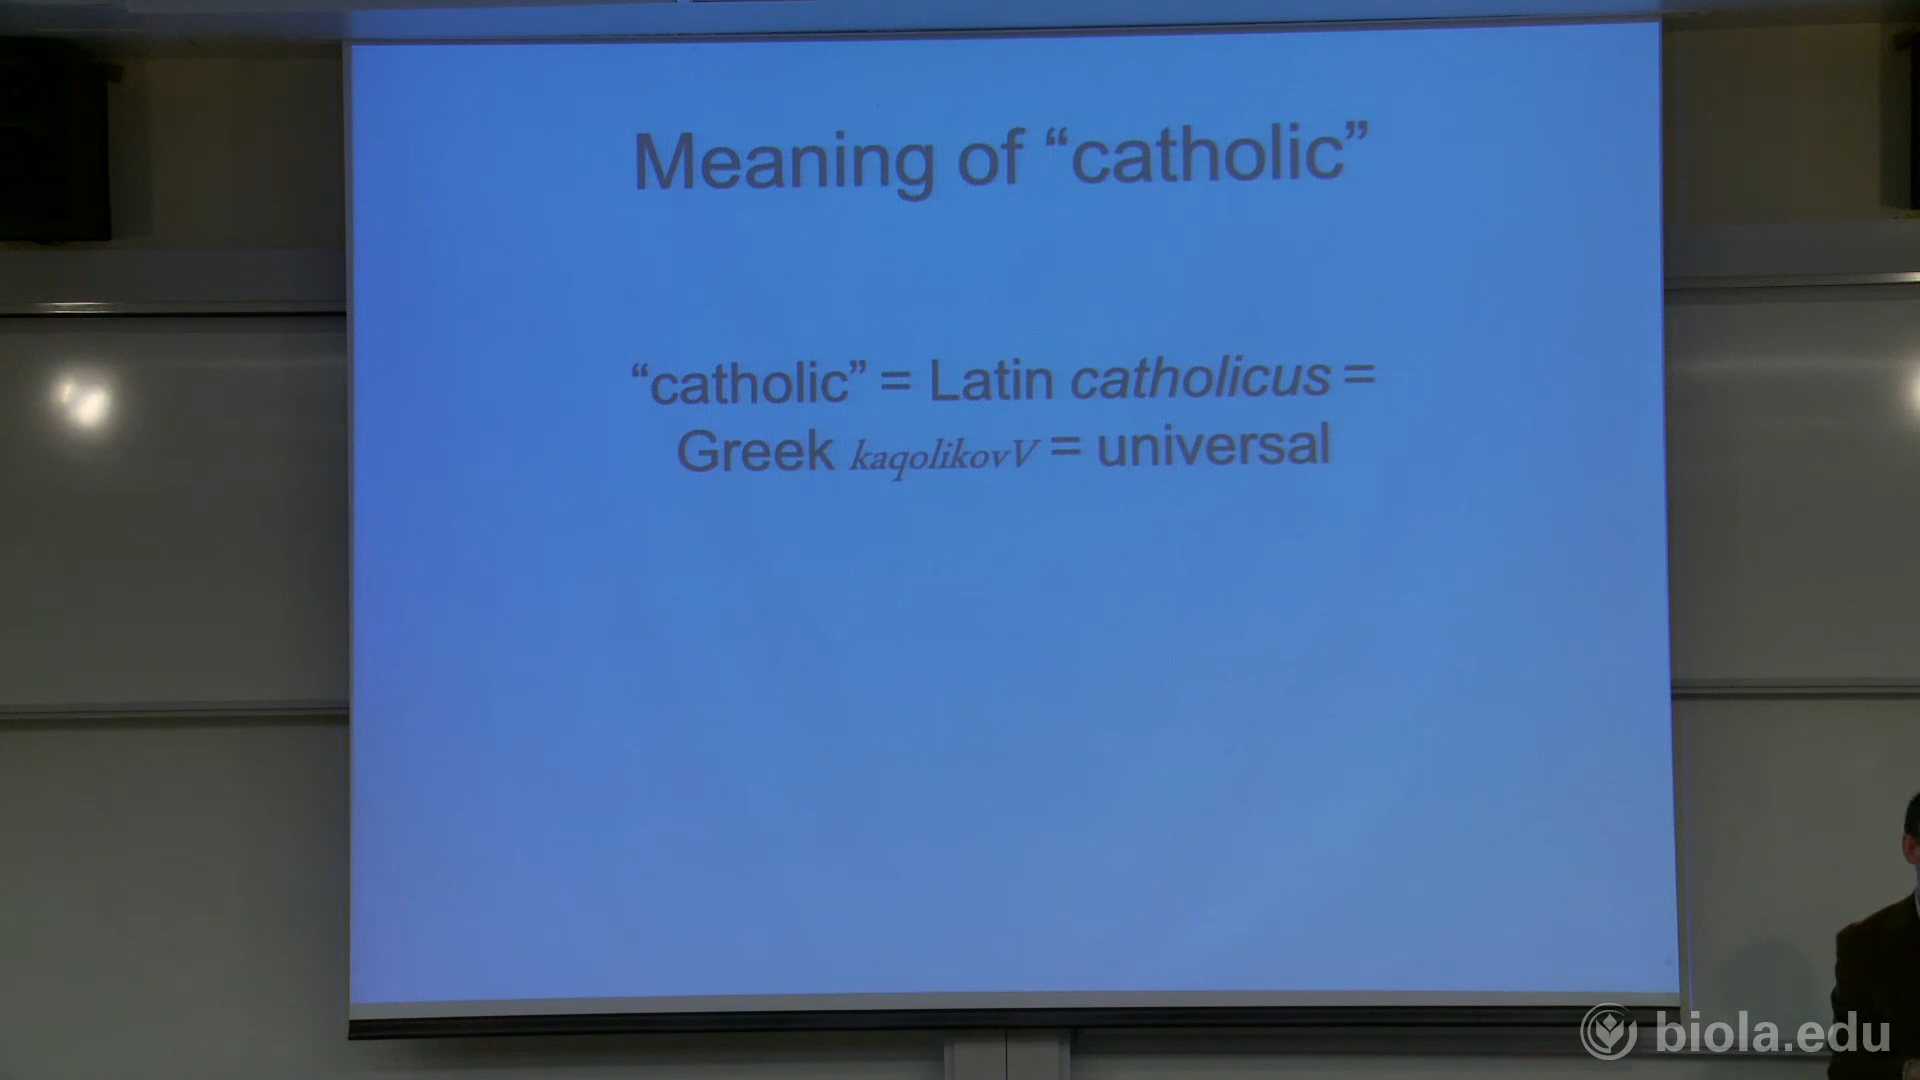 Meaning of “catholic”
“catholic” = Latin catholicus =
Greek kaqolikovV = universal
biola.edu